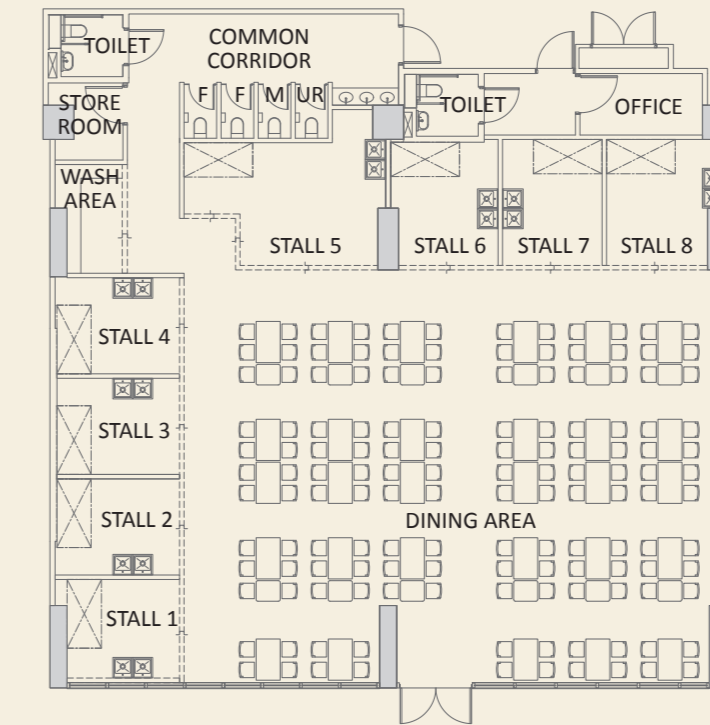 TOILET
COMMON
CORRIDOR
F
F
M
UR
STORE
ROOM
TOILET
OFFICE
WASH
AREA
STALL 5
STALL 6
STALL 7
STALL 8
STALL 4
STALL 3
STALL 2
DINING AREA
STALL 1